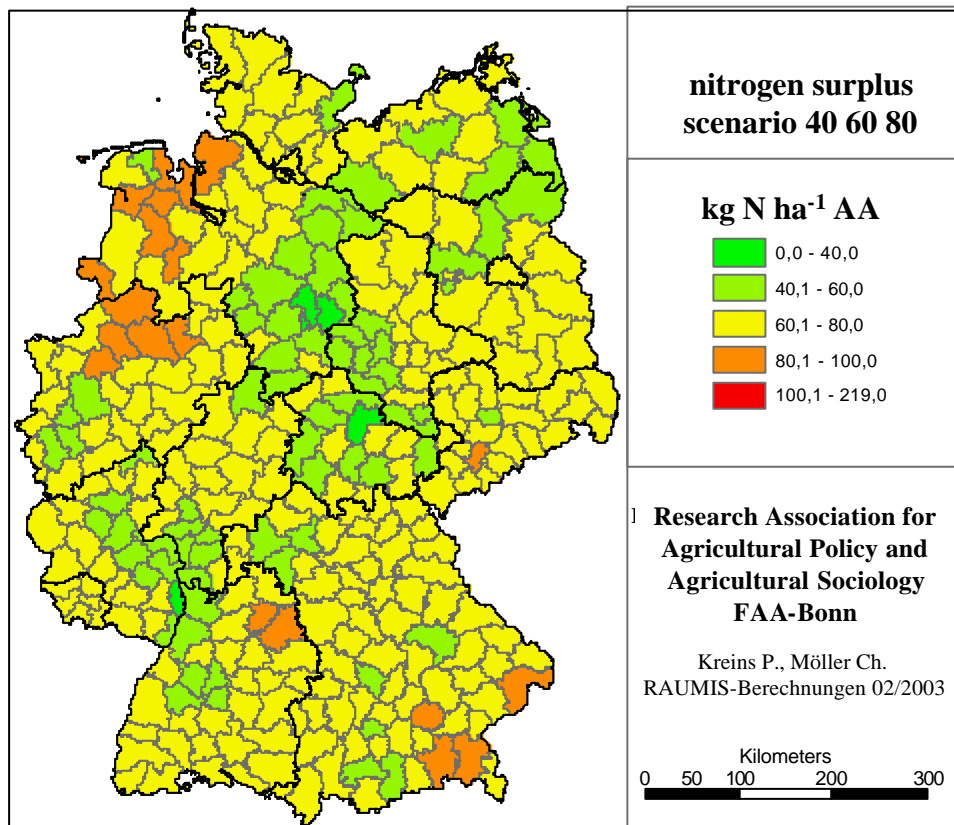 nitrogen surplus
scenario 40 60 80
kg N ha⁻¹ AA
0,0 - 40,0
40,1 - 60,0
60,1 - 80,0
80,1 - 100,0
100,1 - 219,0
Research Association for
Agricultural Policy and
Agricultural Sociology
FAA-Bonn
Kreins P., Möller Ch.
RAUMIS-Berechnungen 02/2003
Kilometers
0 50 100 200 300